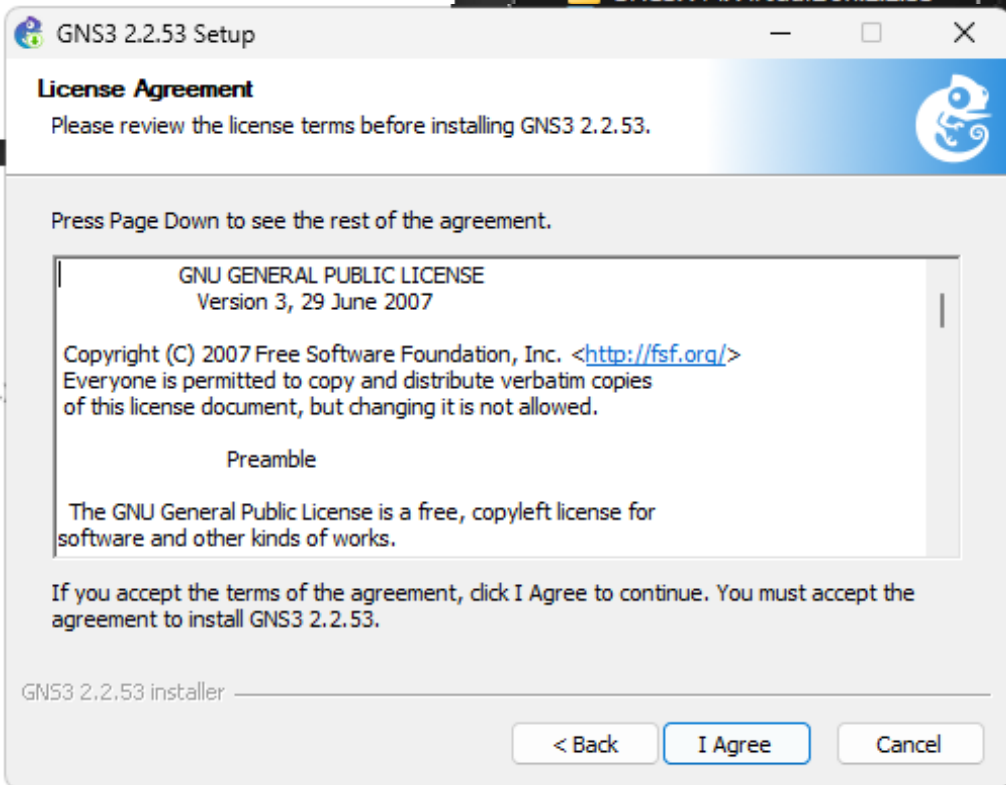 GNS3 2.2.53 Setup
License Agreement
Please review the license terms before installing GNS3 2.2.53.
Press Page Down to see the rest of the agreement.
GNU GENERAL PUBLIC LICENSE
Version 3, 29 June 2007
Copyright (C) 2007 Free Software Foundation, Inc. <http://fsf.org/>
Everyone is permitted to copy and distribute verbatim copies
of this license document, but changing it is not allowed.
Preamble
The GNU General Public License is a free, copyleft license for
software and other kinds of works.
If you accept the terms of the agreement, click I Agree to continue. You must accept the
agreement to install GNS3 2.2.53.
GNS3 2.2.53 installer
< Back
I Agree
Cancel